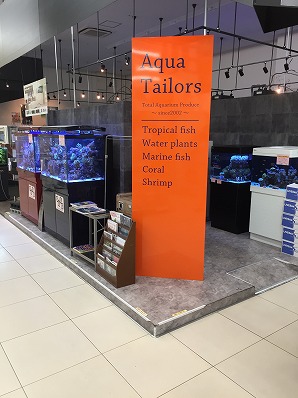 Aqua
Tailors
Total Aquarium Produce
~ since2002 ~
Tropical fish
Water plants
Marine fish
Coral
Shrimp